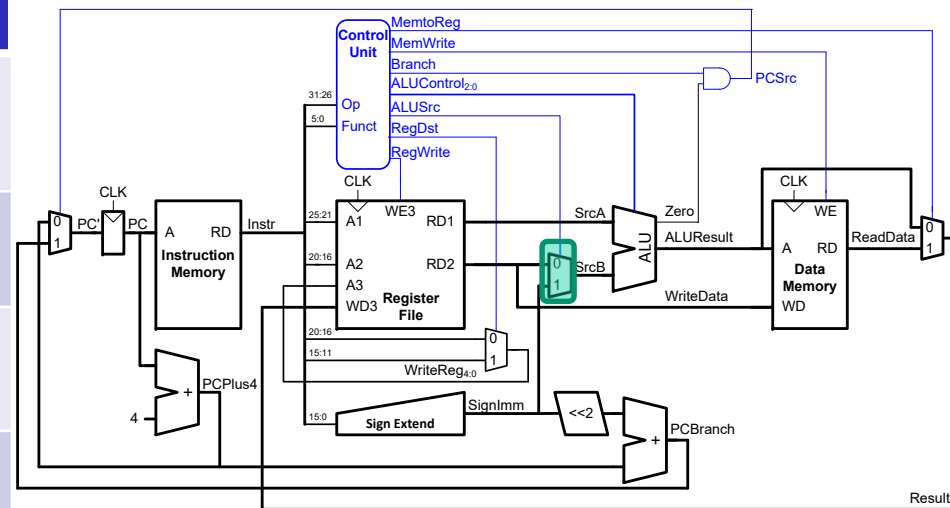 MemtoReg
Control
Unit
MemWrite
Branch
PCSrc
ALUControl2:0
31:26
Op
ALUSrc
5:0
Funct
RegDst
RegWrite
CLK
CLK
CLK
0
1
PC'
PC
A
RD
Instruction
Memory
Instr
25:21
A1
WE3
RD1
SrcA
Zero
ALU
ALUResult
WE
0
1
20:16
A2
RD2
0
1
SrcB
A
RD
ReadData
A3
Data
Memory
WD3
Register
File
WriteData
WD
20:16
0
15:11
1
WriteReg4:0
PCPlus4
+
4
15:0
Sign Extend
SignImm
<<2
+
PCBranch
Result